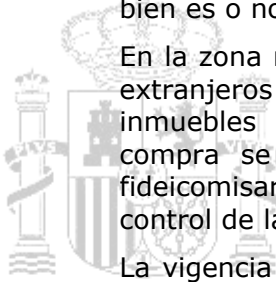 bien es o no
En la zona
extranjeros
inmuebles
compra se
fideicomisar
control de la
La vigencia